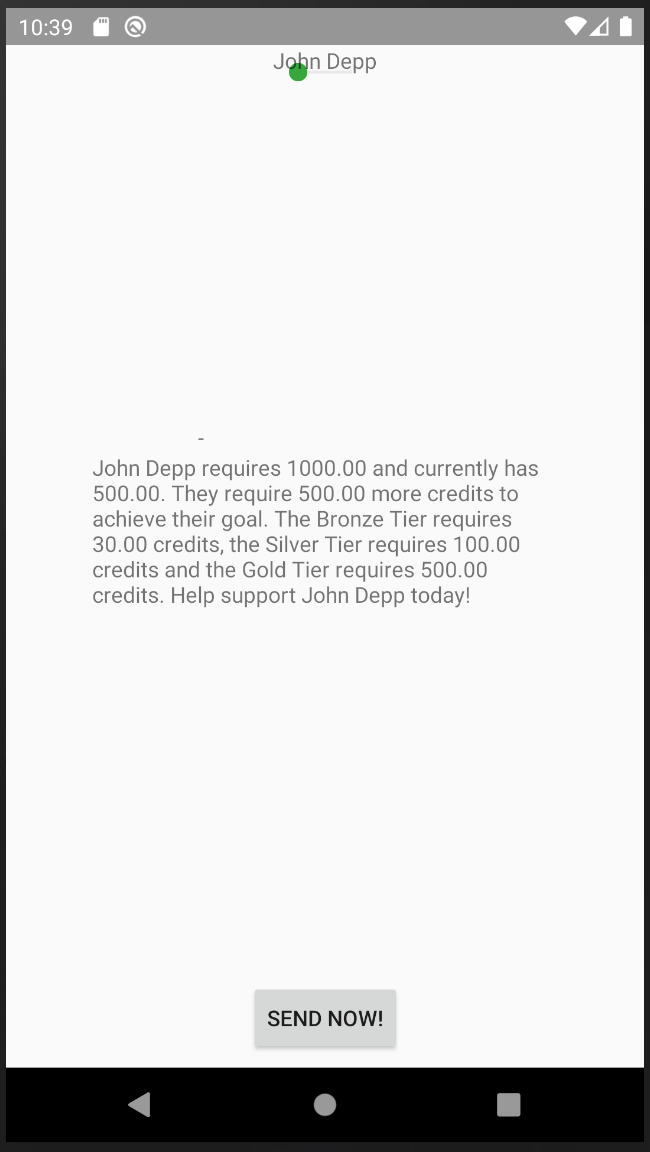 10:39
John Depp
-
John Depp requires 1000.00 and currently has
500.00. They require 500.00 more credits to
achieve their goal. The Bronze Tier requires
30.00 credits, the Silver Tier requires 100.00
credits and the Gold Tier requires 500.00
credits. Help support John Depp today!
SEND NOW!